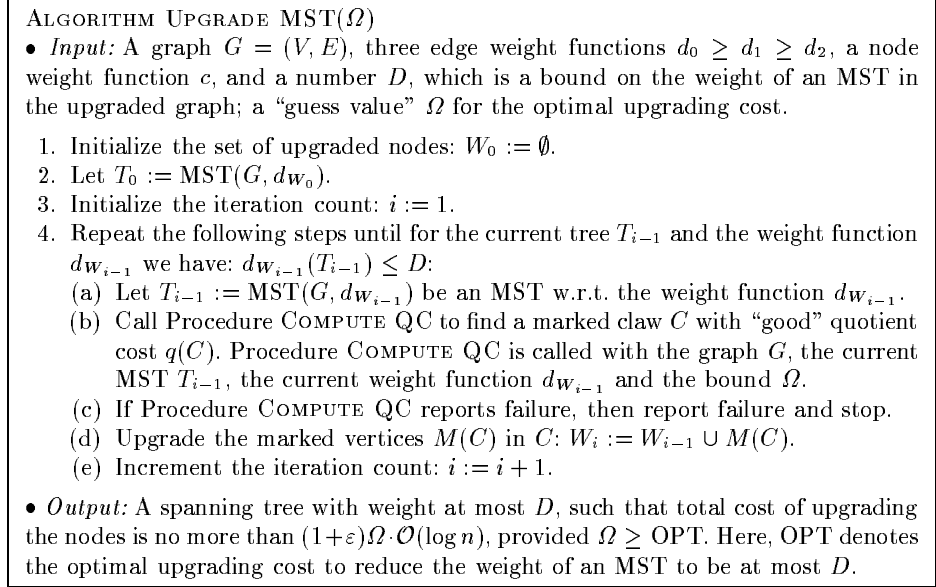 ALGORITHM UPGRADE MST(Ω)
• Input: A graph G = (V, E), three edge weight functions d₀ ≥ d₁ ≥ d₂, a node
weight function c, and a number D, which is a bound on the weight of an MST in
the upgraded graph; a “guess value” Ω for the optimal upgrading cost.
1. Initialize the set of upgraded nodes: W₀ := ∅.
2. Let T₀ := MST(G, d_{W₀}).
3. Initialize the iteration count: i := 1.
4. Repeat the following steps until for the current tree T_{i−1} and the weight function
d_{W_{i−1}} we have: d_{W_{i−1}}(T_{i−1}) ≤ D:
(a) Let T_{i−1} := MST(G, d_{W_{i−1}}) be an MST w.r.t. the weight function d_{W_{i−1}}.
(b) Call Procedure COMPUTE QC to find a marked claw C with “good” quotient
cost q(C). Procedure COMPUTE QC is called with the graph G, the current
MST T_{i−1}, the current weight function d_{W_{i−1}} and the bound Ω.
(c) If Procedure COMPUTE QC reports failure, then report failure and stop.
(d) Upgrade the marked vertices M(C) in C: W_i := W_{i−1} ∪ M(C).
(e) Increment the iteration count: i := i + 1.
• Output: A spanning tree with weight at most D, such that total cost of upgrading
the nodes is no more than (1+ε)Ω·O(log n), provided Ω ≥ OPT. Here, OPT denotes
the optimal upgrading cost to reduce the weight of an MST to be at most D.